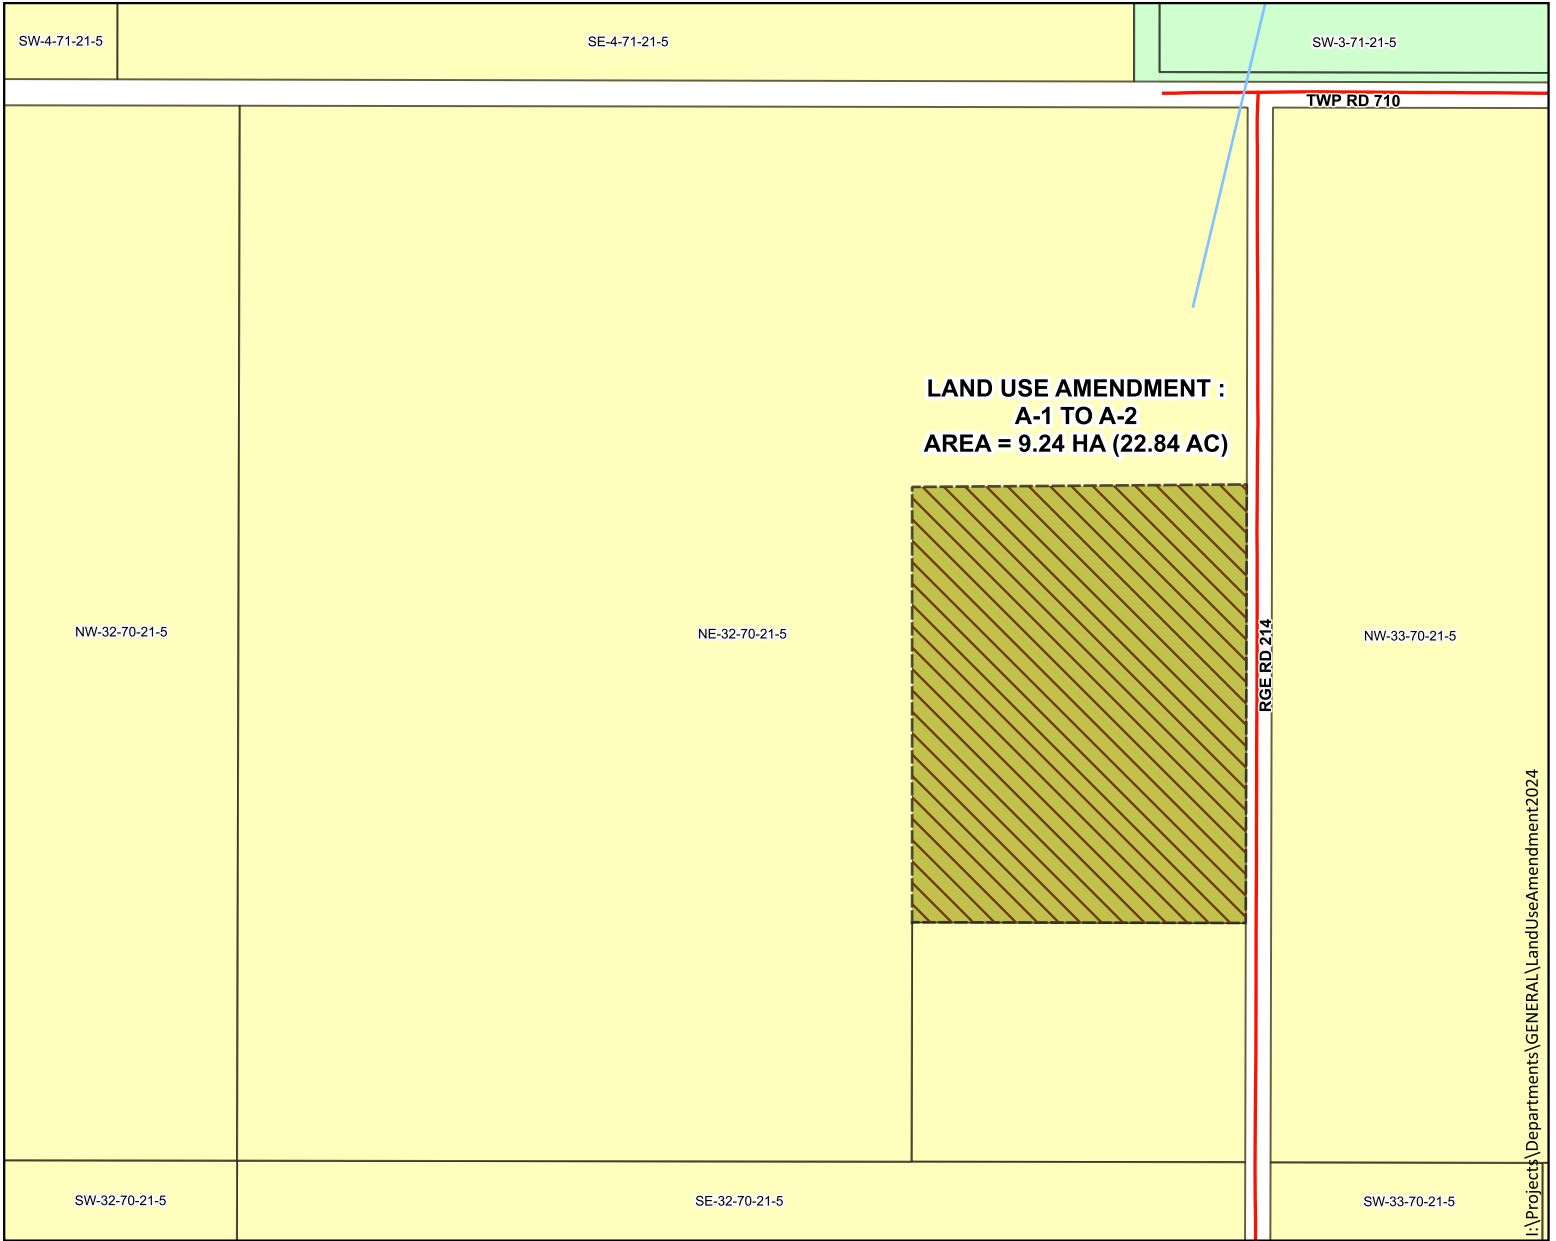 SW-4-71-21-5
SE-4-71-21-5
SW-3-71-21-5
TWP RD 710
LAND USE AMENDMENT :
A-1 TO A-2
AREA = 9.24 HA (22.84 AC)
NW-32-70-21-5
NE-32-70-21-5
RGE RD 214
NW-33-70-21-5
I:\Projects\Departments\GENERAL\LandUseAmendment2024
SW-32-70-21-5
SE-32-70-21-5
SW-33-70-21-5